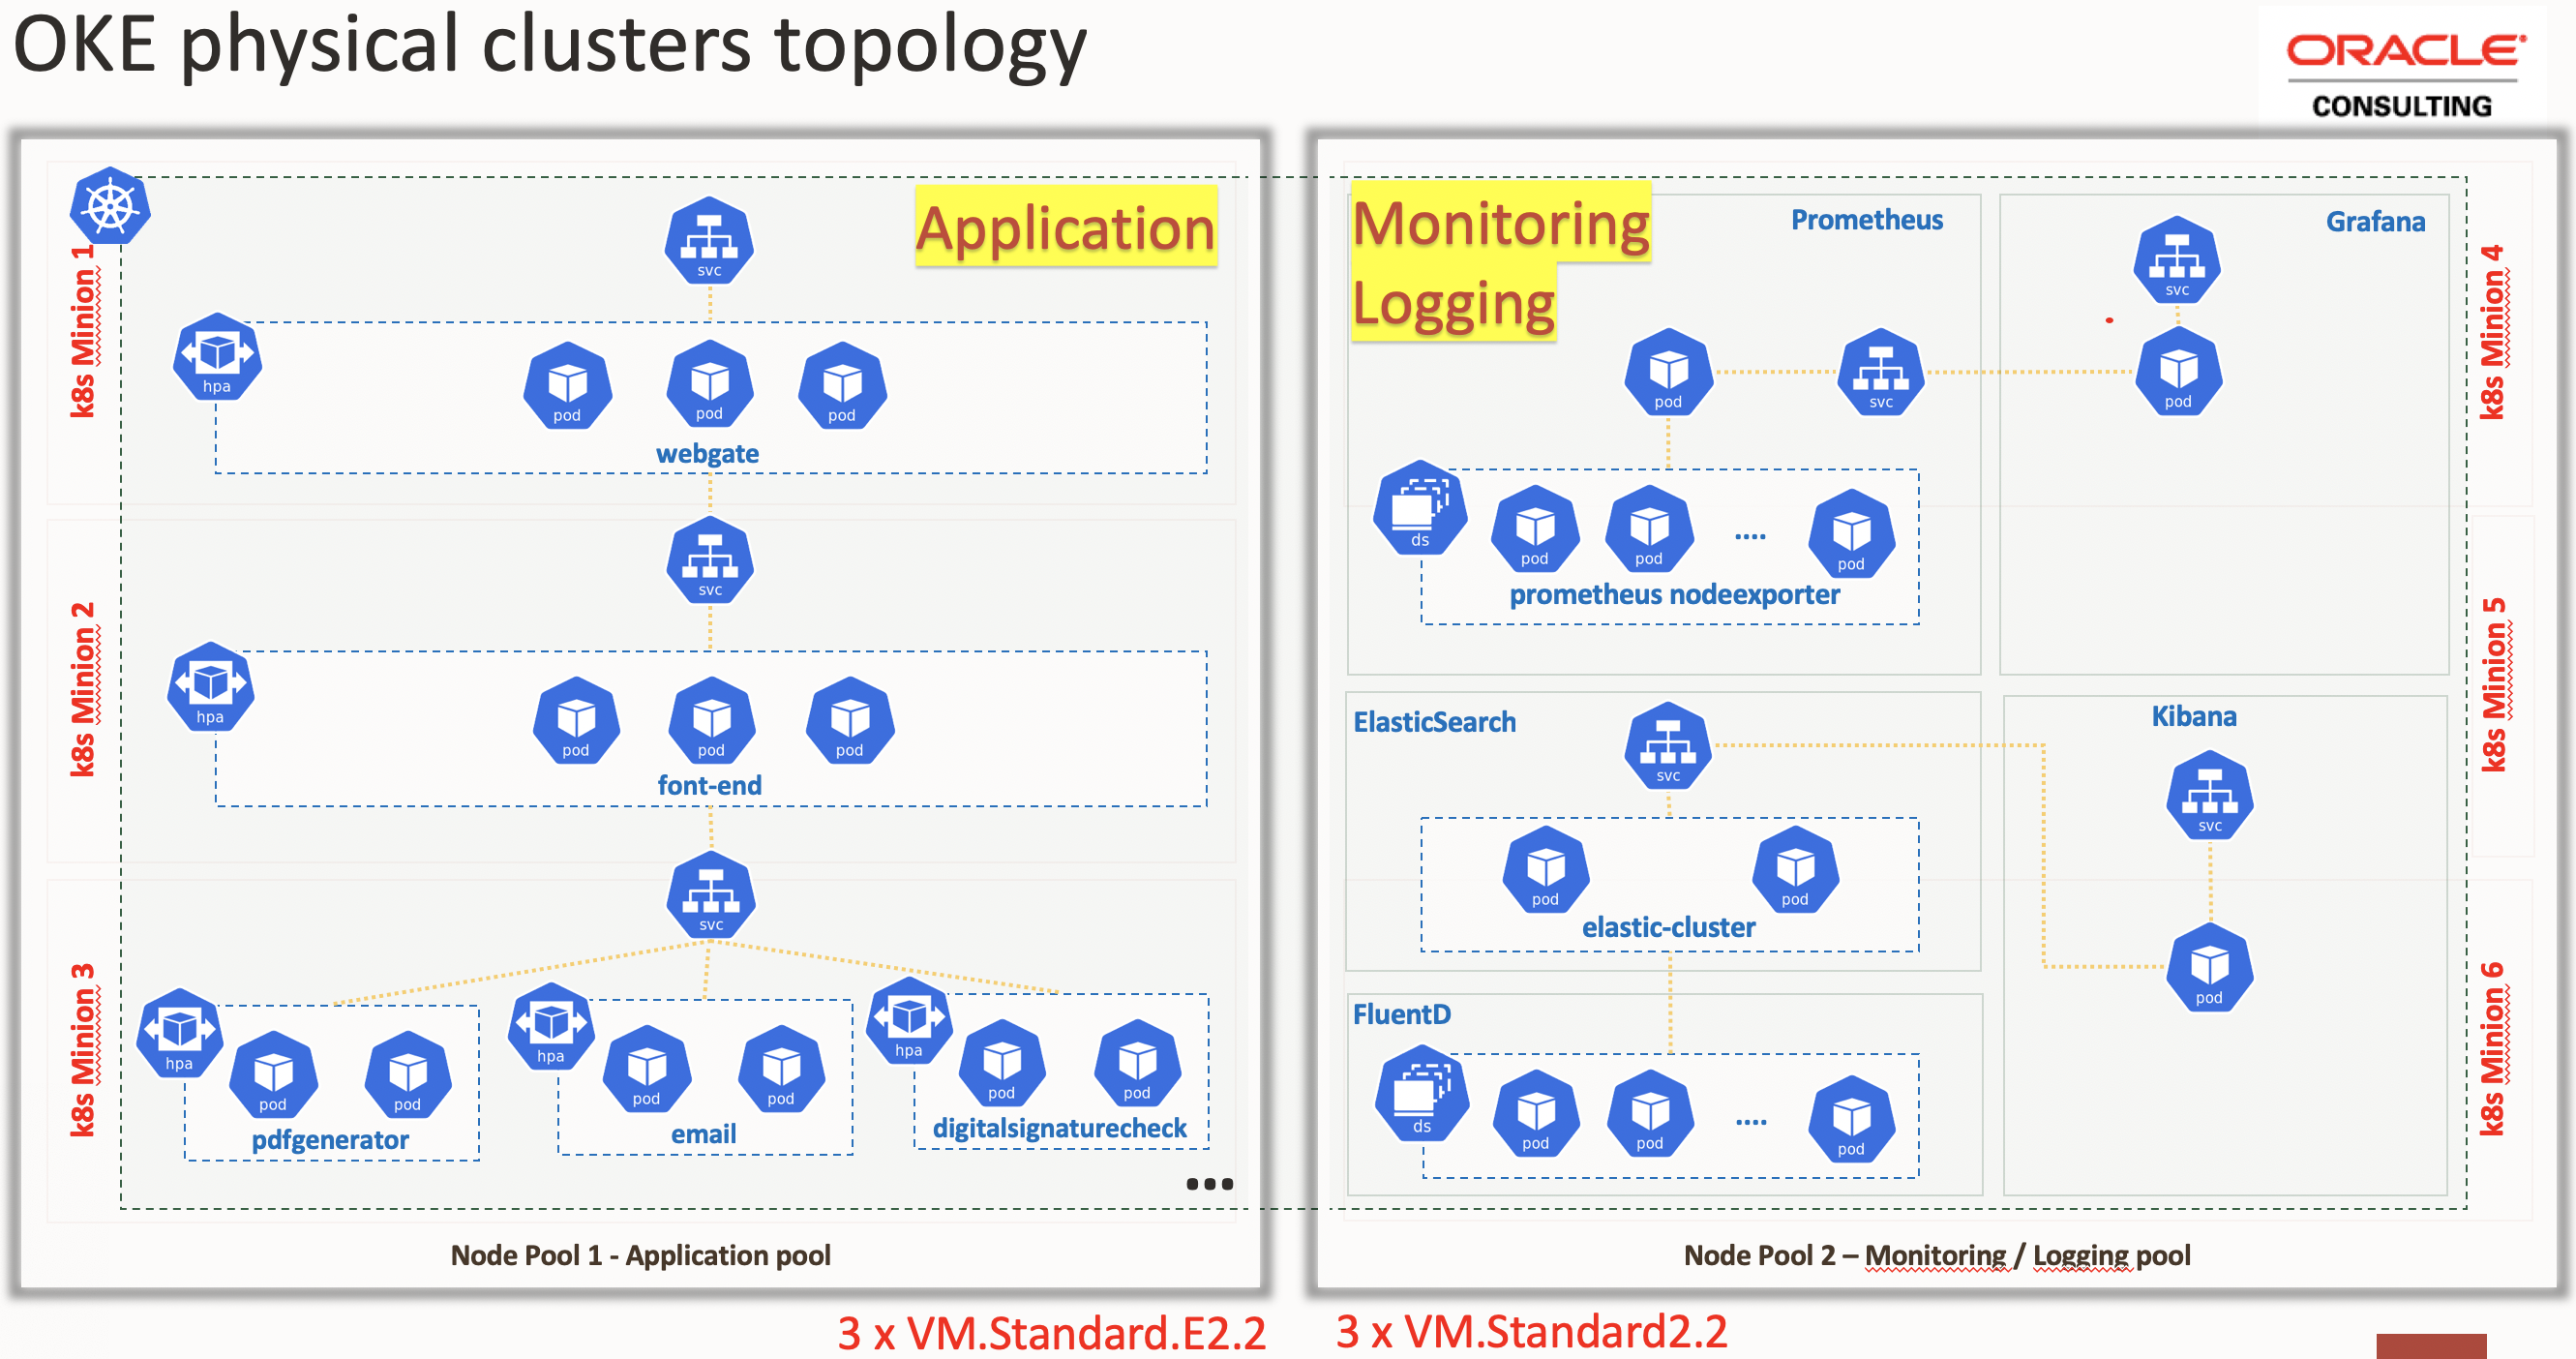 OKE physical clusters topology
ORACLE
CONSULTING
Application
svc
k8s Minion 1
hpa
pod
pod
pod
webgate
svc
k8s Minion 2
hpa
pod
pod
pod
font-end
svc
k8s Minion 3
hpa
pod
pod
pdfgenerator
hpa
pod
pod
email
hpa
pod
pod
digitalsignaturecheck
...
Node Pool 1 - Application pool
3 x VM.Standard.E2.2
Monitoring
Logging
Prometheus
pod
svc
ds
pod
pod
....
pod
prometheus nodeexporter
Grafana
svc
pod
k8s Minion 4
ElasticSearch
svc
pod
pod
elastic-cluster
Kibana
svc
pod
k8s Minion 5
FluentD
ds
pod
pod
....
pod
k8s Minion 6
Node Pool 2 – Monitoring / Logging pool
3 x VM.Standard2.2